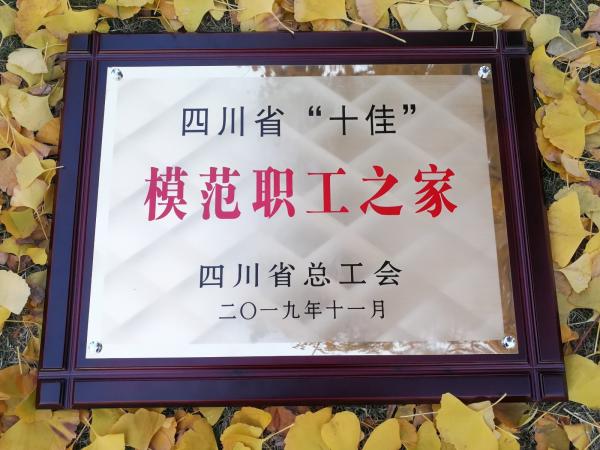 四川省“十佳”
模范职工之家
四川省总工会
二〇一九年十一月